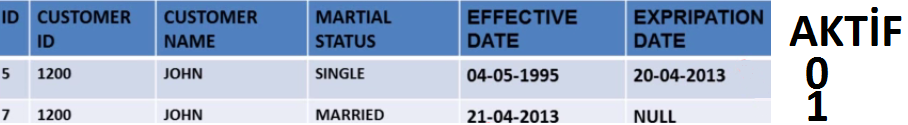 ID CUSTOMER ID CUSTOMER NAME MARTIAL STATUS EFFECTIVE DATE EXPRIPATION DATE AKTİF
5 1200 JOHN SINGLE 04-05-1995 20-04-2013 0
7 1200 JOHN MARRIED 21-04-2013 NULL 1